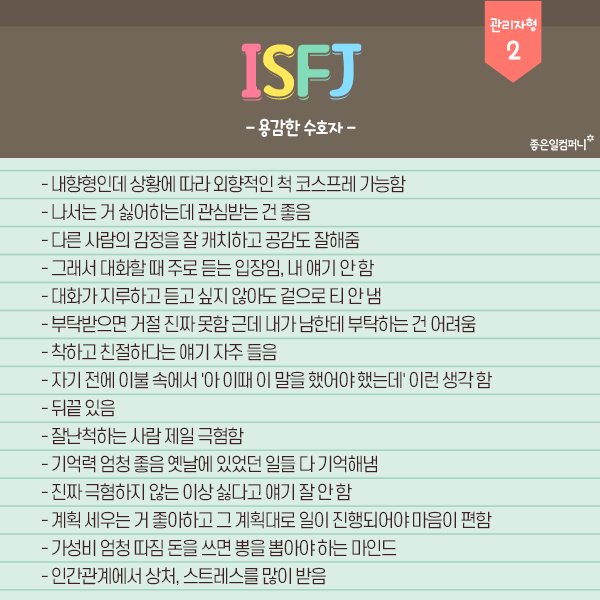 관리자형
2
ISFJ
- 용감한 수호자 -
좋은일컴퍼니
- 내향형인데 상황에 따라 외향적인 척 코스프레 가능함
- 나서는 거 싫어하는데 관심받는 건 좋음
- 다른 사람의 감정을 잘 캐치하고 공감도 잘해줌
- 그래서 대화할 때 주로 듣는 입장임, 내 얘기 안 함
- 대화가 지루하고 듣고 싶지 않아도 겉으로 티 안 냄
- 부탁받으면 거절 진짜 못함 근데 내가 남한테 부탁하는 건 어려움
- 착하고 친절하다는 얘기 자주 들음
- 자기 전에 이불 속에서 '아 이때 이 말을 했어야 했는데' 이런 생각 함
- 뒤끝 있음
- 잘난척하는 사람 제일 극혐함
- 기억력 엄청 좋음 옛날에 있었던 일들 다 기억해냄
- 진짜 극혐하지 않는 이상 싫다고 얘기 잘 안 함
- 계획 세우는 거 좋아하고 그 계획대로 일이 진행되어야 마음이 편함
- 가성비 엄청 따짐 돈을 쓰면 뽕을 뽑아야 하는 마인드
- 인간관계에서 상처, 스트레스를 많이 받음